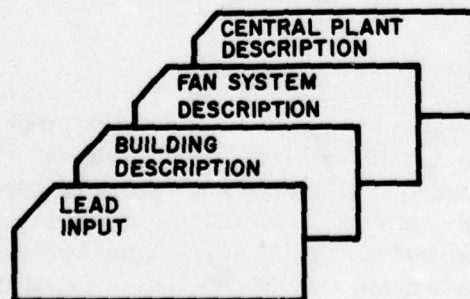 CENTRAL PLANT
DESCRIPTION
FAN SYSTEM
DESCRIPTION
BUILDING
DESCRIPTION
LEAD
INPUT